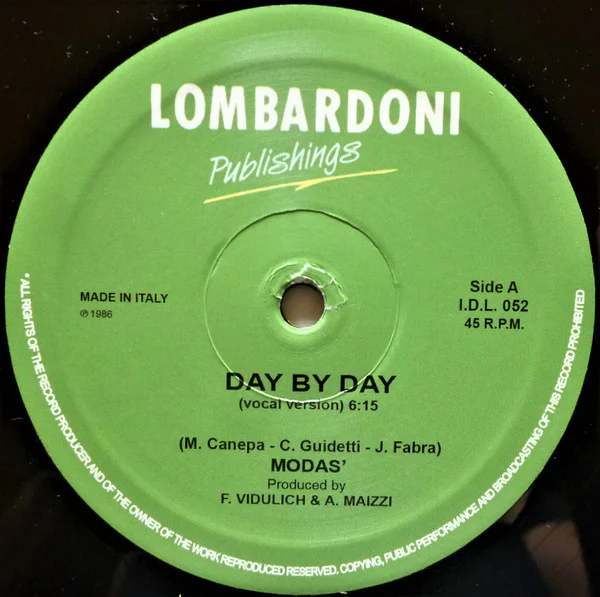 LOMBARDONI
Publishings
MADE IN ITALY
℗ 1986
Side A
I.D.L. 052
45 R.P.M.
DAY BY DAY
(vocal version) 6:15
(M. Canepa - C. Guidetti - J. Fabra)
MODAS'
Produced by
F. VIDULICH & A. MAIZZI
* ALL RIGHTS OF THE RECORD PRODUCER AND OF THE OWNER OF THE WORK REPRODUCED RESERVED. COPYING, PUBLIC PERFORMANCE AND BROADCASTING OF THIS RECORD PROHIBITED